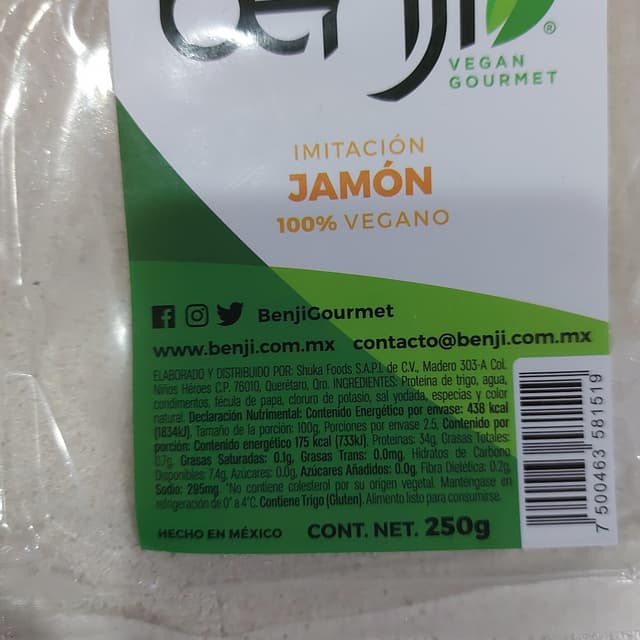 benji®
VEGAN
GOURMET
IMITACIÓN
JAMÓN
100% VEGANO
BenjiGourmet
www.benji.com.mx contacto@benji.com.mx
ELABORADO Y DISTRIBUIDO POR: Shuka Foods S.A.P.I. de C.V., Madero 303-A Col.
Niños Héroes C.P. 76010, Querétaro, Qro. INGREDIENTES: Proteína de trigo, agua,
condimentos, fécula de papa, cloruro de potasio, sal yodada, especias y color
natural. Declaración Nutrimental: Contenido Energético por envase: 438 kcal
(1834kJ). Tamaño de la porción: 100g, Porciones por envase 2.5. Contenido por
porción: Contenido energético 175 kcal (733kJ), Proteínas: 34g, Grasas Totales:
0.7g, Grasas Saturadas: 0.1g, Grasas Trans: 0.0mg, Hidratos de Carbono
Disponibles: 7.4g, Azúcares: 0.0g, Azúcares Añadidos: 0.0g, Fibra Dietética: 0.2g,
Sodio: 295mg. *No contiene colesterol por su origen vegetal. Manténgase en
refrigeración de 0° a 4°C. Contiene Trigo (Gluten). Alimento listo para consumirse.
HECHO EN MÉXICO CONT. NET. 250g
7 500463 581519